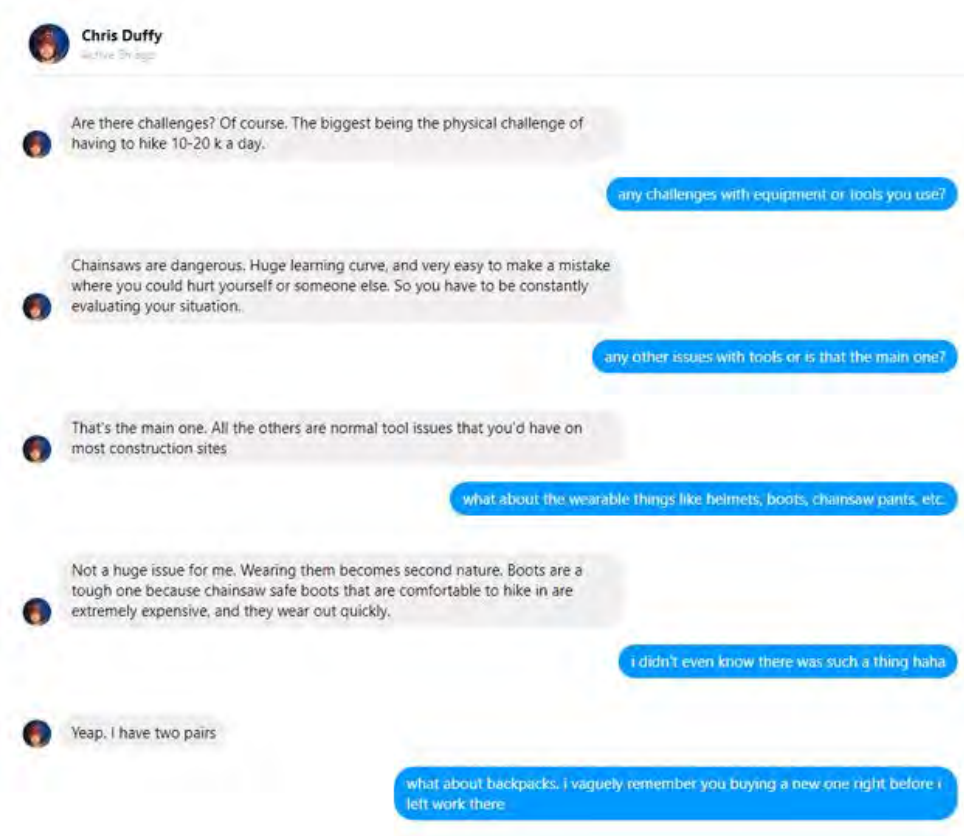 Chris Duffy
Active 3h ago
Are there challenges? Of course. The biggest being the physical challenge of
having to hike 10-20 k a day.
any challenges with equipment or tools you use?
Chainsaws are dangerous. Huge learning curve, and very easy to make a mistake
where you could hurt yourself or someone else. So you have to be constantly
evaluating your situation.
any other issues with tools or is that the main one?
That's the main one. All the others are normal tool issues that you'd have on
most construction sites
what about the wearable things like helmets, boots, chainsaw pants, etc.
Not a huge issue for me. Wearing them becomes second nature. Boots are a
tough one because chainsaw safe boots that are comfortable to hike in are
extremely expensive, and they wear out quickly.
i didn't even know there was such a thing haha
Yeap. I have two pairs
what about backpacks. i vaguely remember you buying a new one right before i
left work there